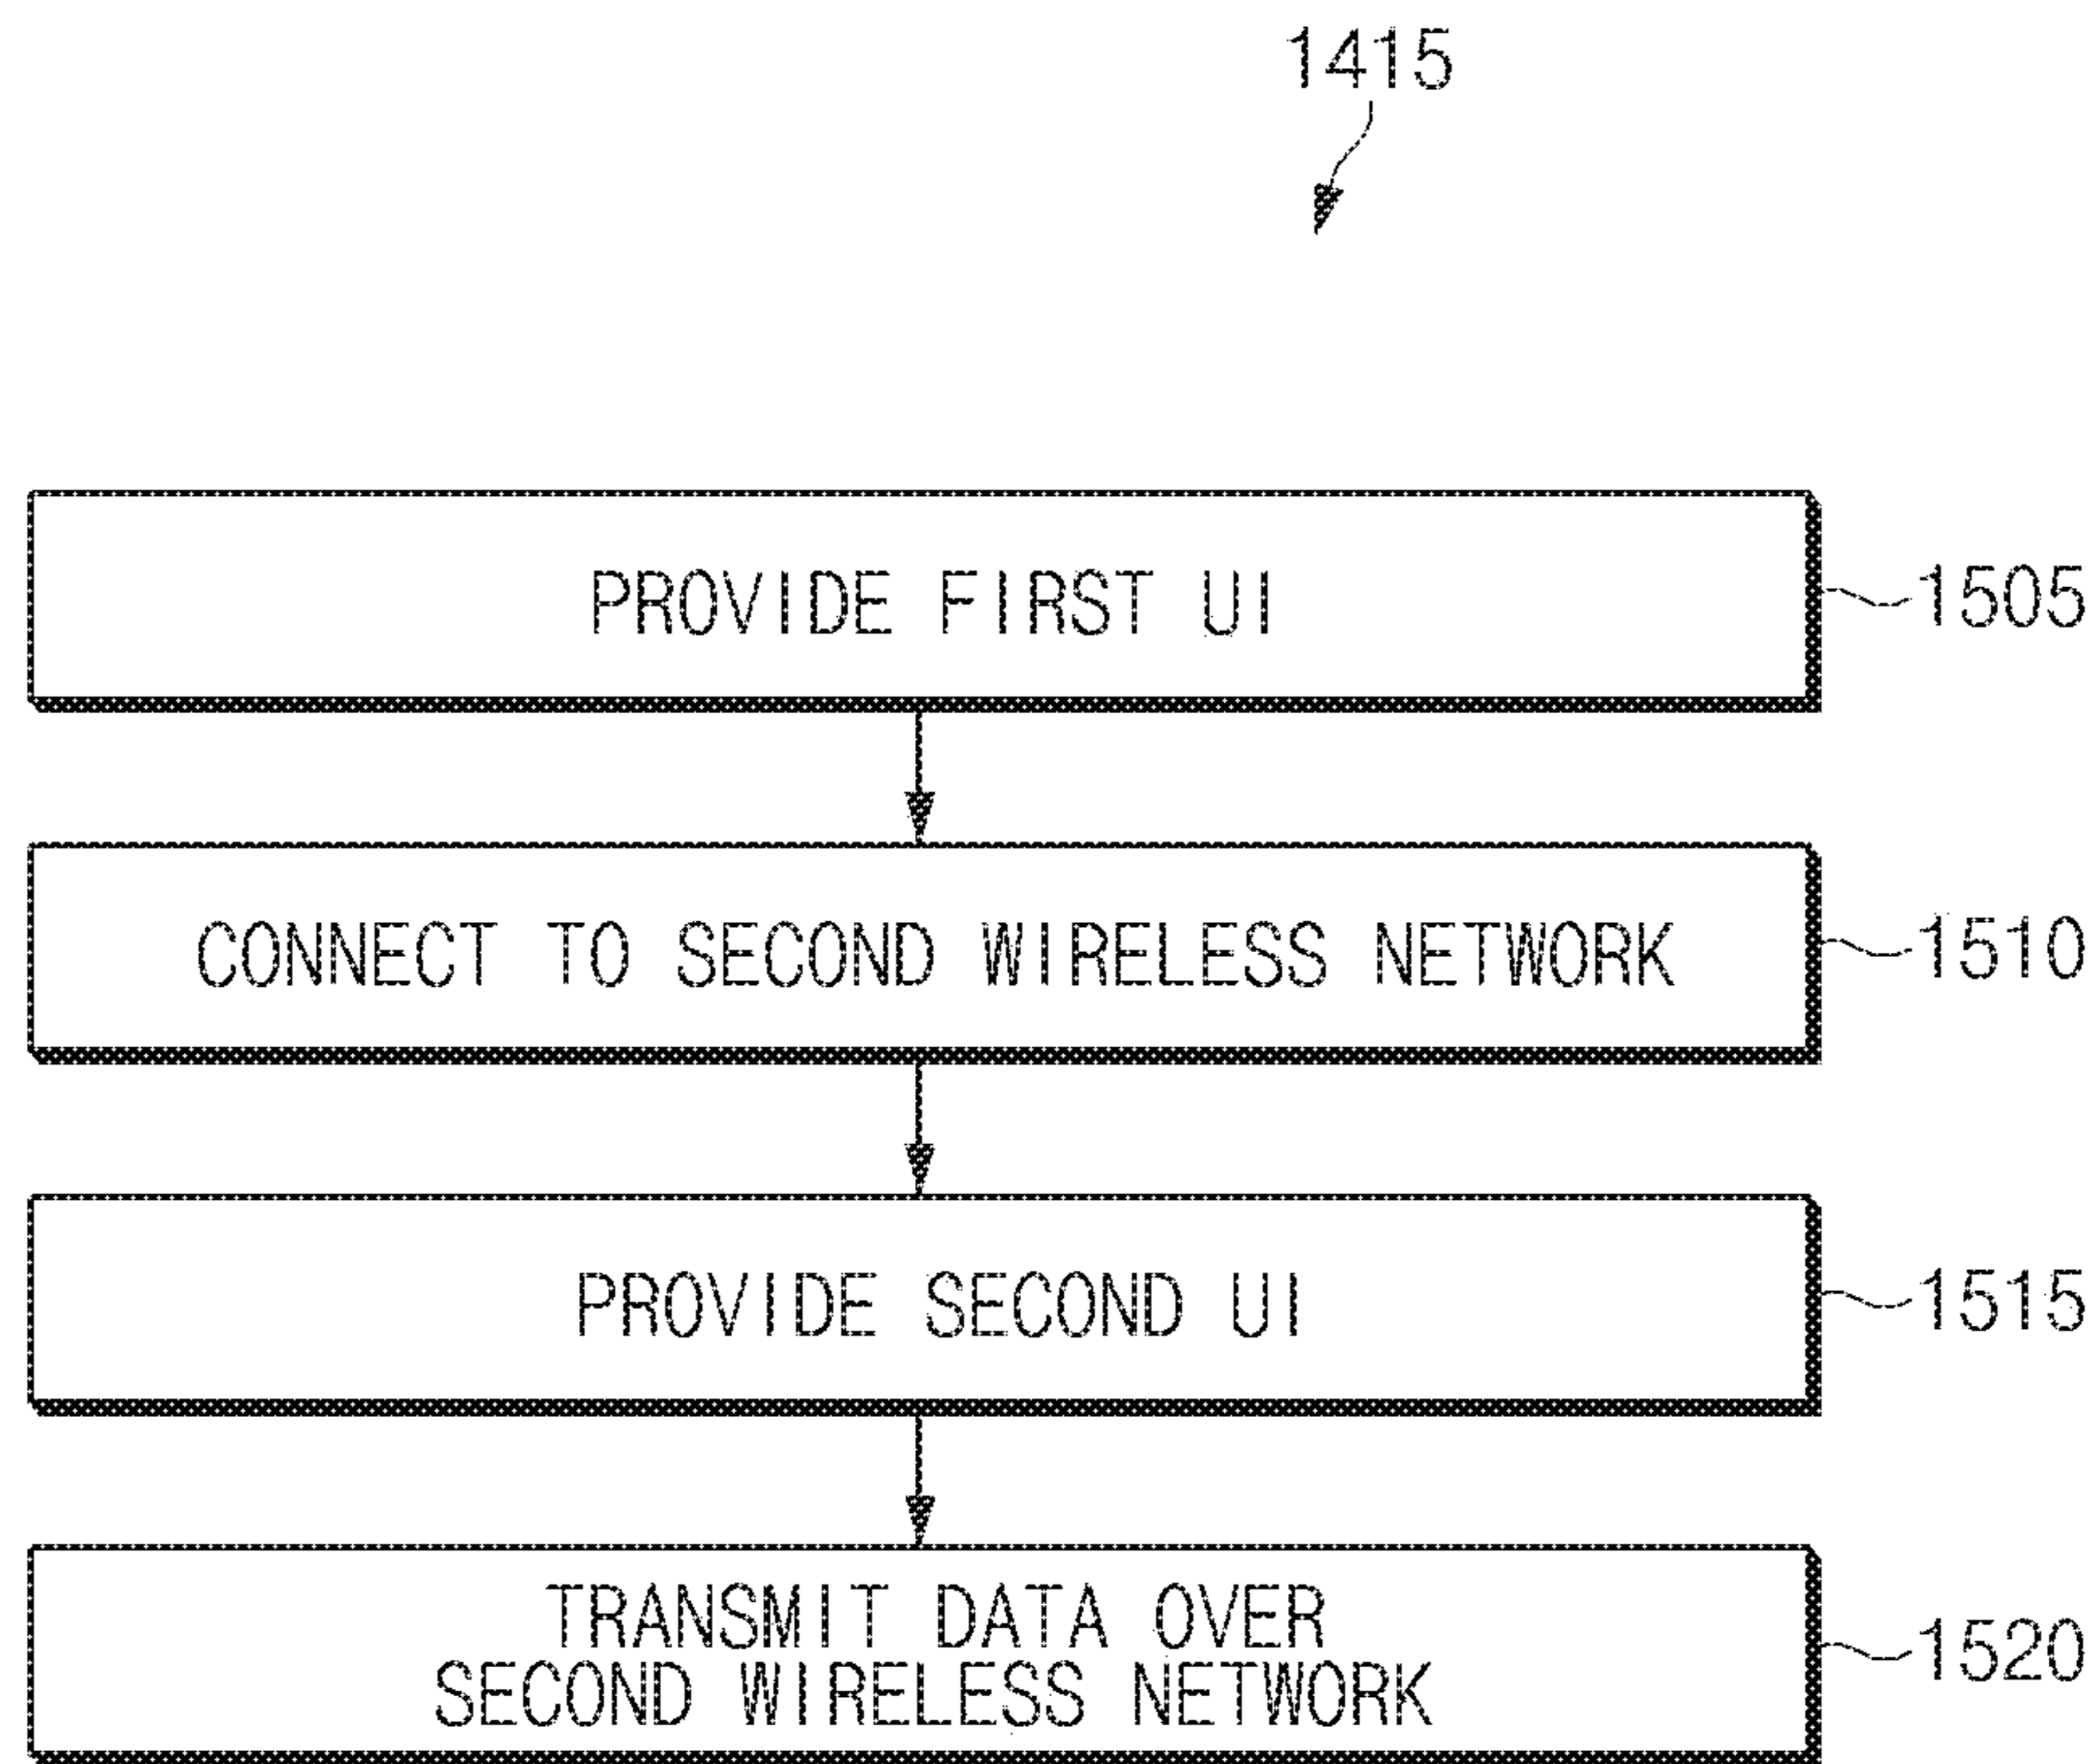 1415
PROVIDE FIRST UI
1505
CONNECT TO SECOND WIRELESS NETWORK
1510
PROVIDE SECOND UI
1515
TRANSMIT DATA OVER
SECOND WIRELESS NETWORK
1520